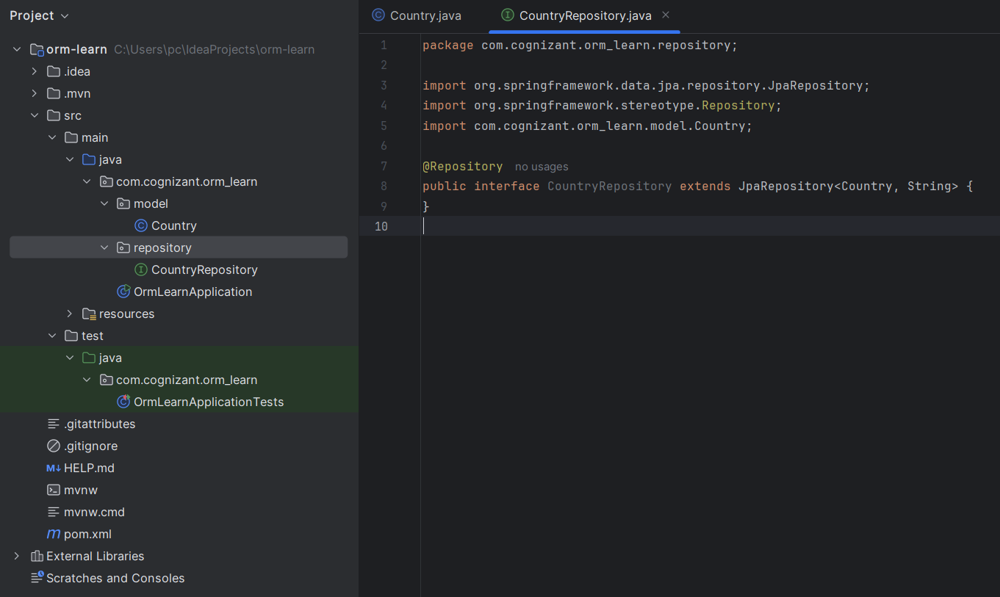 Project
orm-learn C:\Users\pc\IdeaProjects\orm-learn
.idea
.mvn
src
main
java
com.cognizant.orm_learn
model
Country
repository
CountryRepository
OrmLearnApplication
resources
test
java
com.cognizant.orm_learn
OrmLearnApplicationTests
.gitattributes
.gitignore
M↓ HELP.md
mvnw
mvnw.cmd
m pom.xml
External Libraries
Scratches and Consoles
Country.java CountryRepository.java
1 package com.cognizant.orm_learn.repository;
2
3 import org.springframework.data.jpa.repository.JpaRepository;
4 import org.springframework.stereotype.Repository;
5 import com.cognizant.orm_learn.model.Country;
6
7 @Repository no usages
8 public interface CountryRepository extends JpaRepository<Country, String> {
9 }
10